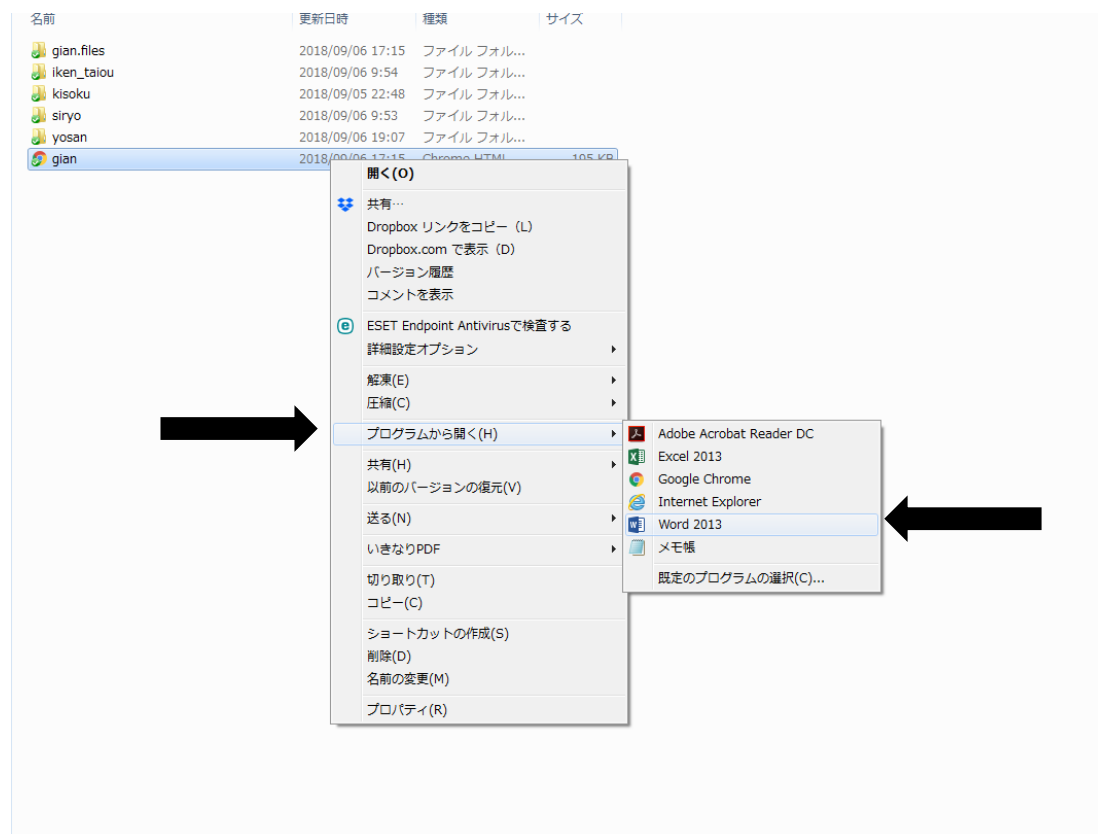 名前 更新日時 種類 サイズ
gian.files 2018/09/06 17:15 ファイル フォル...
iken_taiou 2018/09/06 9:54 ファイル フォル...
kisoku 2018/09/05 22:48 ファイル フォル...
siryo 2018/09/06 9:53 ファイル フォル...
yosan 2018/09/06 19:07 ファイル フォル...
gian 2018/09/06 17:15 Chrome HTML ... 195 KB
開く(O)
共有…
Dropbox リンクをコピー（L）
Dropbox.com で表示（D）
バージョン履歴
コメントを表示
ESET Endpoint Antivirusで検査する
詳細設定オプション
解凍(E)
圧縮(C)
プログラムから開く(H)
Adobe Acrobat Reader DC
Excel 2013
Google Chrome
Internet Explorer
Word 2013
メモ帳
既定のプログラムの選択(C)...
共有(H)
以前のバージョンの復元(V)
送る(N)
いきなりPDF
切り取り(T)
コピー(C)
ショートカットの作成(S)
削除(D)
名前の変更(M)
プロパティ(R)